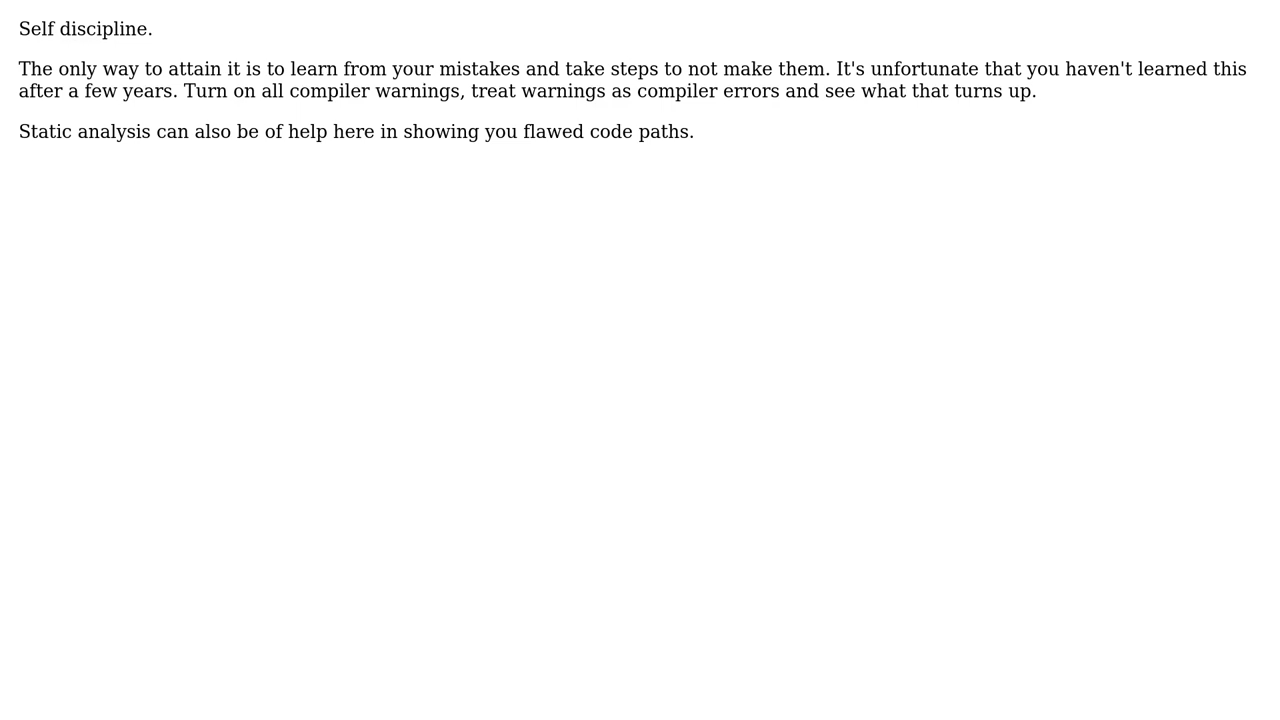 Self discipline.
The only way to attain it is to learn from your mistakes and take steps to not make them. It's unfortunate that you haven't learned this
after a few years. Turn on all compiler warnings, treat warnings as compiler errors and see what that turns up.
Static analysis can also be of help here in showing you flawed code paths.